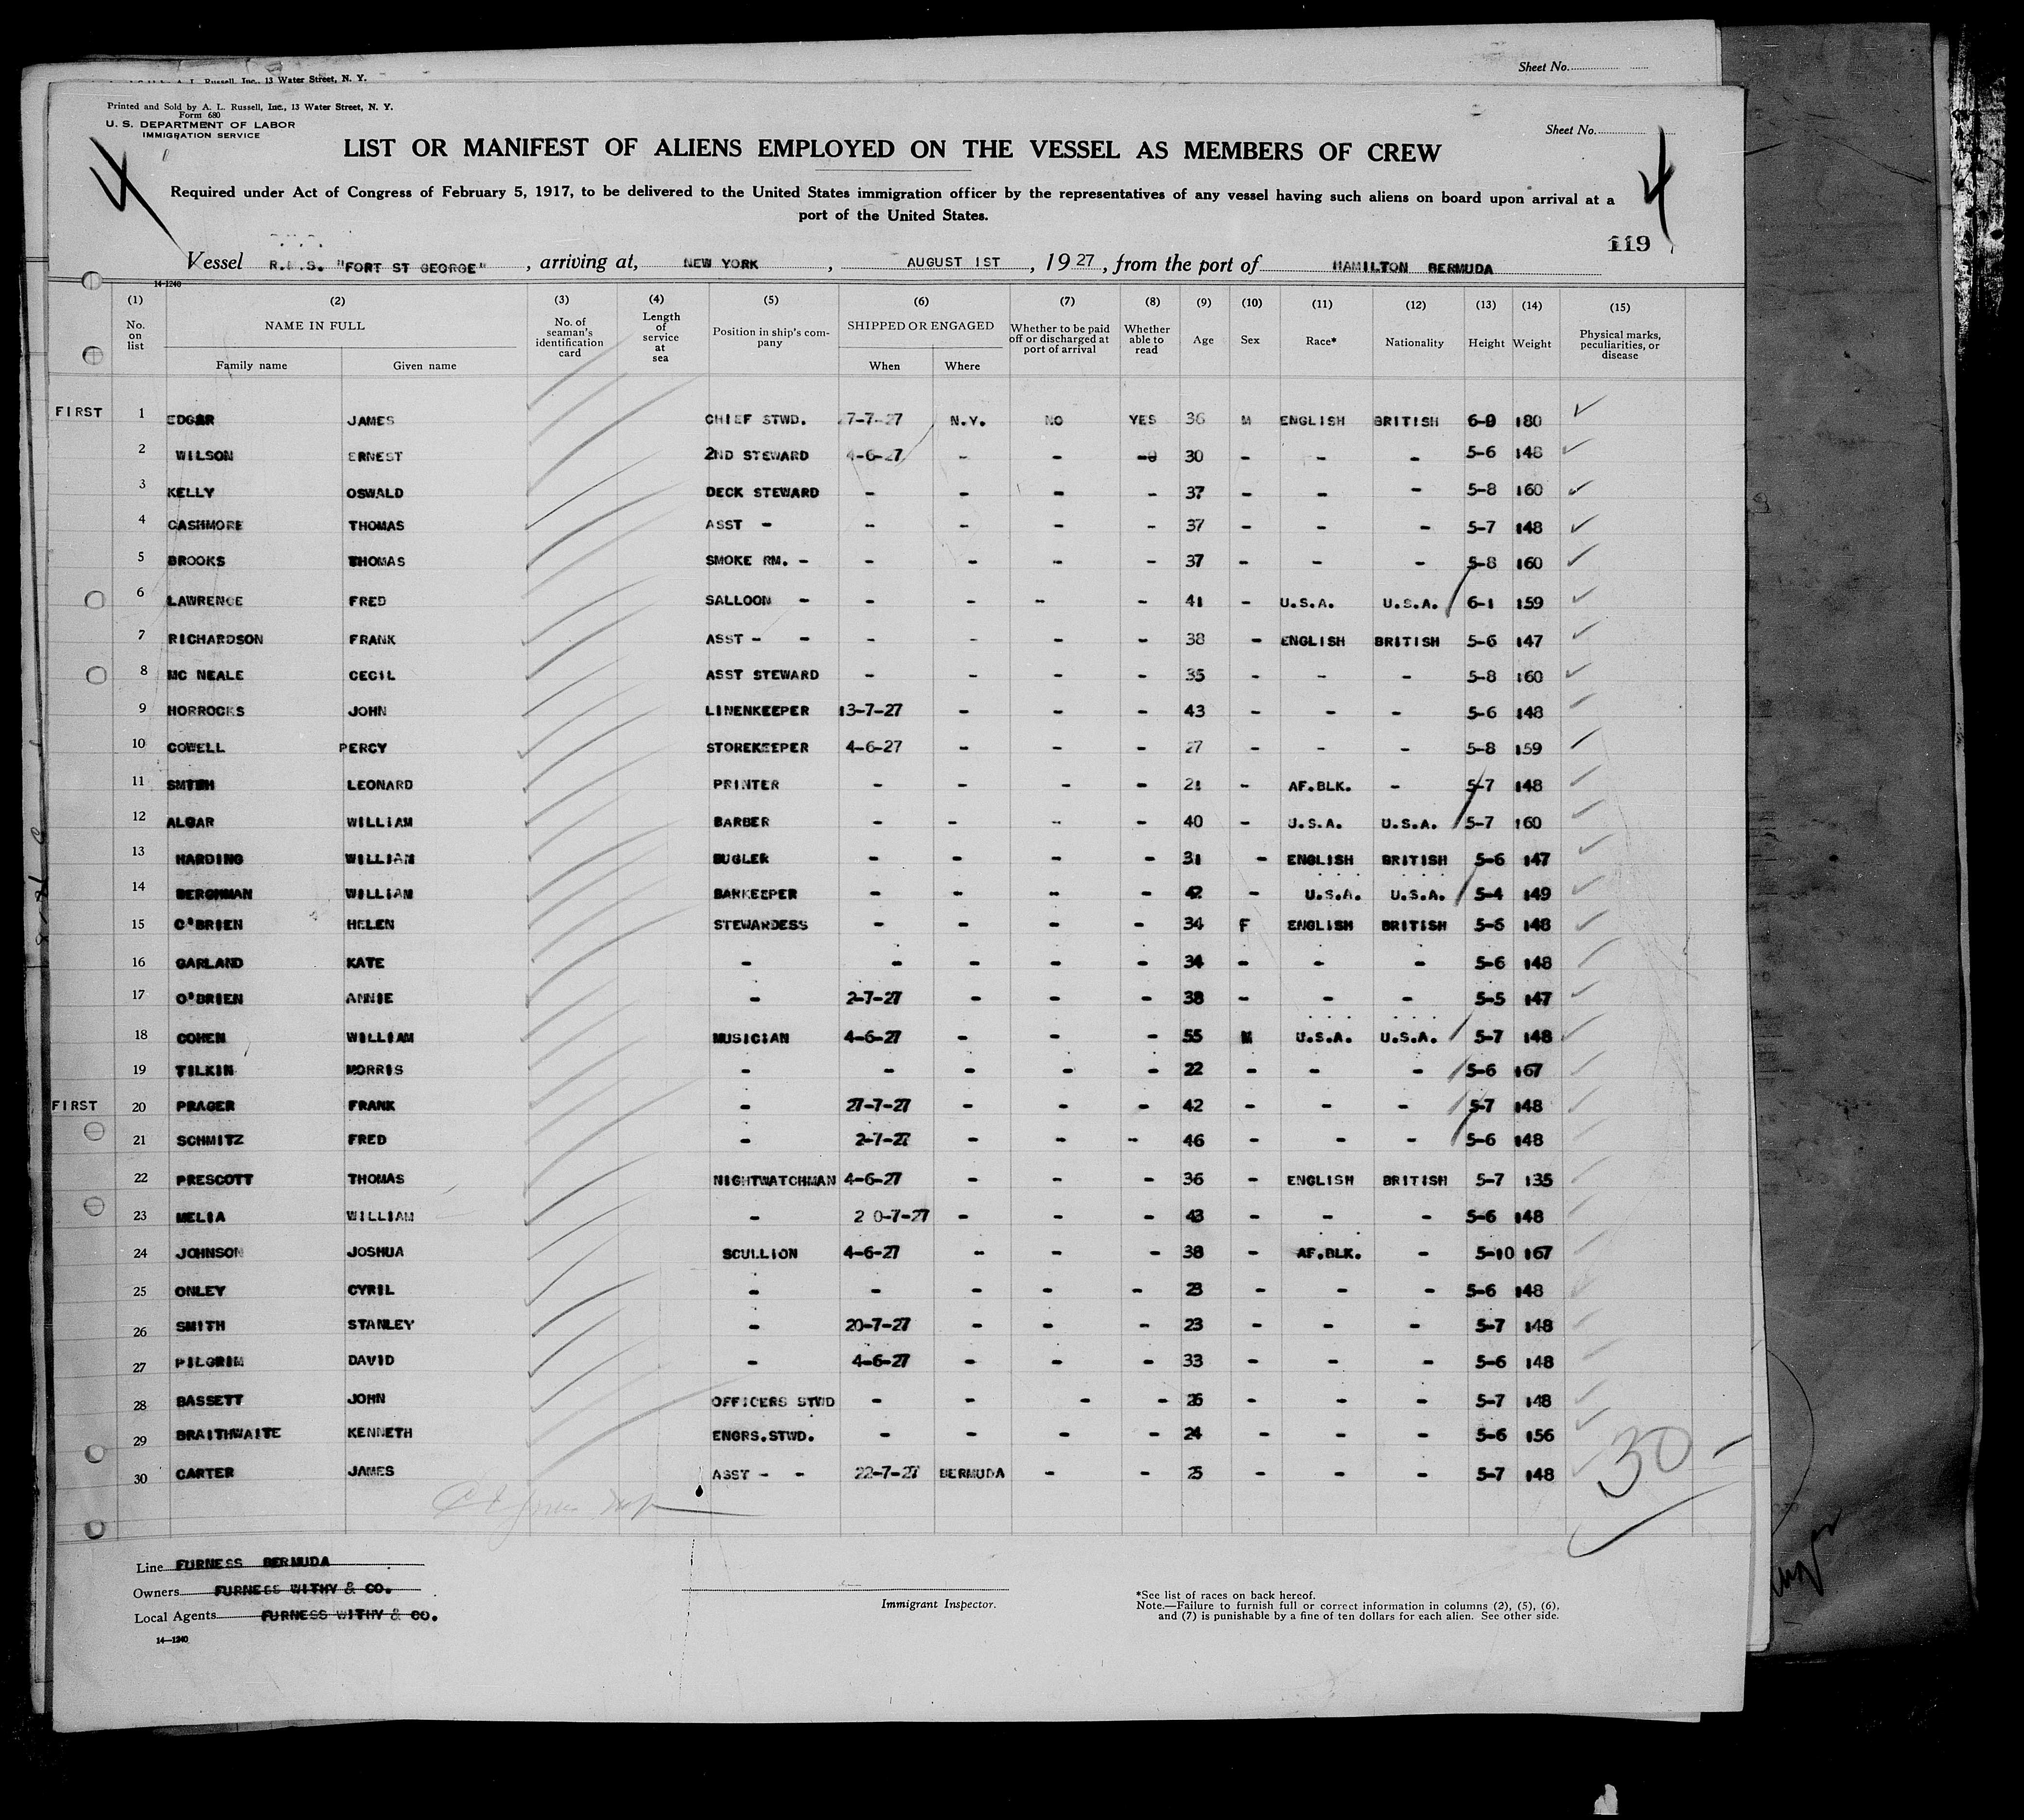 A. L. Russell, Inc., 13 Water Street, N. Y.
Sheet No.
Printed and Sold by A. L. Russell, Inc., 13 Water Street, N. Y.
Form 680
U. S. DEPARTMENT OF LABOR
IMMIGRATION SERVICE
Sheet No.
4 4
LIST OR MANIFEST OF ALIENS EMPLOYED ON THE VESSEL AS MEMBERS OF CREW
Required under Act of Congress of February 5, 1917, to be delivered to the United States immigration officer by the representatives of any vessel having such aliens on board upon arrival at a
port of the United States.
119
Vessel R.M.S. "FORT ST GEORGE", arriving at, NEW YORK, AUGUST 1ST, 1927, from the port of HAMILTON BERMUDA
14-1240
(1) (2) (3) (4) (5) (6) (7) (8) (9) (10) (11) (12) (13) (14) (15)
No. on list NAME IN FULL No. of seaman's identification card Length of service at sea Position in ship's company SHIPPED OR ENGAGED Whether to be paid off or discharged at port of arrival Whether able to read Age Sex Race* Nationality Height Weight Physical marks, peculiarities, or disease
Family name Given name When Where
FIRST 1 EDGAR JAMES CHIEF STWD. 27-7-27 N.Y. NO YES 36 M ENGLISH BRITISH 6-0 180
2 WILSON ERNEST 2ND STEWARD 4-6-27 - - - 30 - - - 5-6 148
3 KELLY OSWALD DECK STEWARD - - - - 37 - - - 5-8 160
4 CASHMORE THOMAS ASST - - - - - 37 - - - 5-7 148
5 BROOKS THOMAS SMOKE RM. - - - - - 37 - - - 5-8 160
6 LAWRENCE FRED SALLOON - - - - - 41 - U.S.A. U.S.A. 6-1 159
7 RICHARDSON FRANK ASST - - - - - - 38 - ENGLISH BRITISH 5-6 147
8 MC NEALE CECIL ASST STEWARD - - - - 35 - - - 5-8 160
9 HORROCKS JOHN LINENKEEPER 13-7-27 - - - 43 - - - 5-6 148
10 COWELL PERCY STOREKEEPER 4-6-27 - - - 27 - - - 5-8 159
11 SMITH LEONARD PRINTER - - - - 21 - AF.BLK. - 5-7 148
12 ALGAR WILLIAM BARBER - - - - 40 - U.S.A. U.S.A. 5-7 160
13 HARDING WILLIAM BUGLER - - - - 31 - ENGLISH BRITISH 5-6 147
14 BERGHMAN WILLIAM BARKEEPER - - - - 42 - U.S.A. U.S.A. 5-4 149
15 O'BRIEN HELEN STEWARDESS - - - - 34 F ENGLISH BRITISH 5-6 148
16 GARLAND KATE - - - - - 34 - - - 5-6 148
17 O'BRIEN ANNIE - 2-7-27 - - - 38 - - - 5-5 147
18 COHEN WILLIAM MUSICIAN 4-6-27 - - - 55 M U.S.A. U.S.A. 5-7 148
19 TILKIN MORRIS - - - - - 22 - - - 5-6 167
FIRST 20 PRAGER FRANK - 27-7-27 - - - 42 - - - 5-7 148
21 SCHMITZ FRED - 2-7-27 - - - 46 - - - 5-6 148
22 PRESCOTT THOMAS NIGHTWATCHMAN 4-6-27 - - - 36 - ENGLISH BRITISH 5-7 135
23 MELIA WILLIAM - 2 0-7-27 - - - 43 - - - 5-6 148
24 JOHNSON JOSHUA SCULLION 4-6-27 - - - 38 - AF.BLK. - 5-10 167
25 ONLEY CYRIL - - - - - 23 - - - 5-6 148
26 SMITH STANLEY - 20-7-27 - - - 23 - - - 5-7 148
27 PILGRIM DAVID - 4-6-27 - - - 33 - - - 5-6 148
28 BASSETT JOHN OFFICERS STWD - - - - 26 - - - 5-7 148
29 BRAITHWAITE KENNETH ENGRS.STWD. - - - - 24 - - - 5-6 156
30 CARTER JAMES ASST - - 22-7-27 BERMUDA - - 25 - - - 5-7 148
30 -
Line FURNESS BERMUDA
Owners FURNESS WITHY & CO.
Local Agents FURNESS WITHY & CO.
14-1240
Immigrant Inspector.
*See list of races on back hereof.
Note.—Failure to furnish full or correct information in columns (2), (5), (6),
and (7) is punishable by a fine of ten dollars for each alien. See other side.